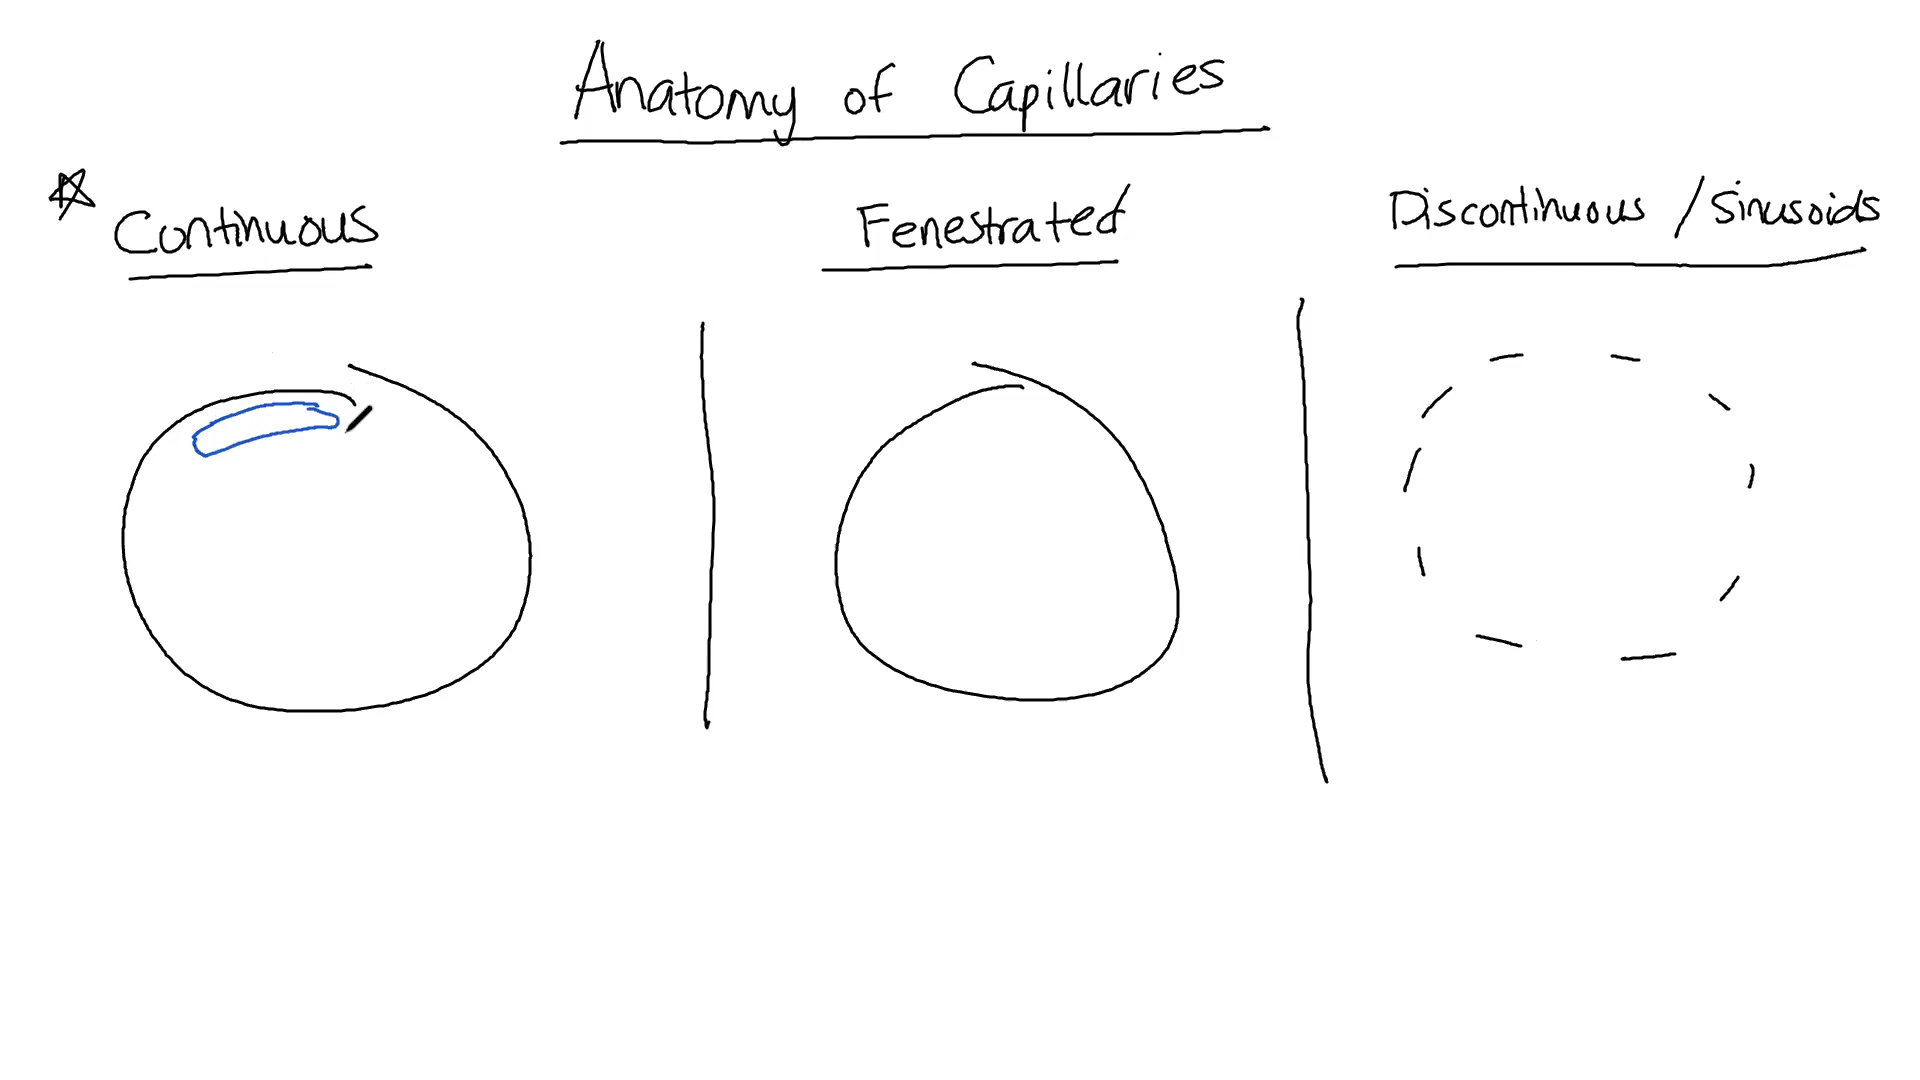 Anatomy of Capillaries
Continuous
Fenestrated
Discontinuous / Sinusoids